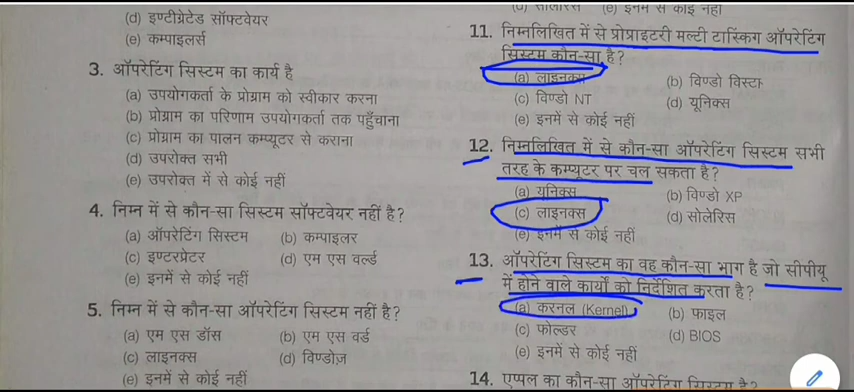 (d) इण्टीग्रेटेड सॉफ्टवेयर
(e) कम्पाइलर्स
3. ऑपरेटिंग सिस्टम का कार्य है
(a) उपयोगकर्ता के प्रोग्राम को स्वीकार करना
(b) प्रोग्राम का परिणाम उपयोगकर्ता तक पहुँचाना
(c) प्रोग्राम का पालन कम्प्यूटर से कराना
(d) उपरोक्त सभी
(e) उपरोक्त में से कोई नहीं
4. निम्न में से कौन-सा सिस्टम सॉफ्टवेयर नहीं है?
(a) ऑपरेटिंग सिस्टम (b) कम्पाइलर
(c) इण्टरप्रेटर (d) एम एस वर्ल्ड
(e) इनमें से कोई नहीं
5. निम्न में से कौन-सा ऑपरेटिंग सिस्टम नहीं है?
(a) एम एस डॉस (b) एम एस वर्ड
(c) लाइनक्स (d) विण्डोज़
(e) इनमें से कोई नहीं
(e) इनमें से कोई नहीं
11. निम्नलिखित में से प्रोप्राइटरी मल्टी टास्किग ऑपरेटिंग
सिस्टम कौन-सा है?
(a) लाइनक्स (b) विण्डो विस्टा
(c) विण्डो NT (d) यूनिक्स
(e) इनमें से कोई नहीं
12. निम्नलिखित में से कौन-सा ऑपरेटिंग सिस्टम सभी
तरह के कम्प्यूटर पर चल सकता है?
(a) यूनिक्स (b) विण्डो XP
(c) लाइनक्स (d) सोलेरिस
(e) इनमें से कोई नहीं
13. ऑपरेटिंग सिस्टम का वह कौन-सा भाग है जो सीपीयू
में होने वाले कार्यों को निर्देशित करता है?
(a) करनल (Kernel) (b) फाइल
(c) फोल्डर (d) BIOS
(e) इनमें से कोई नहीं
14. एप्पल का कौन-सा ऑपरेटिंग सिस्टम है?